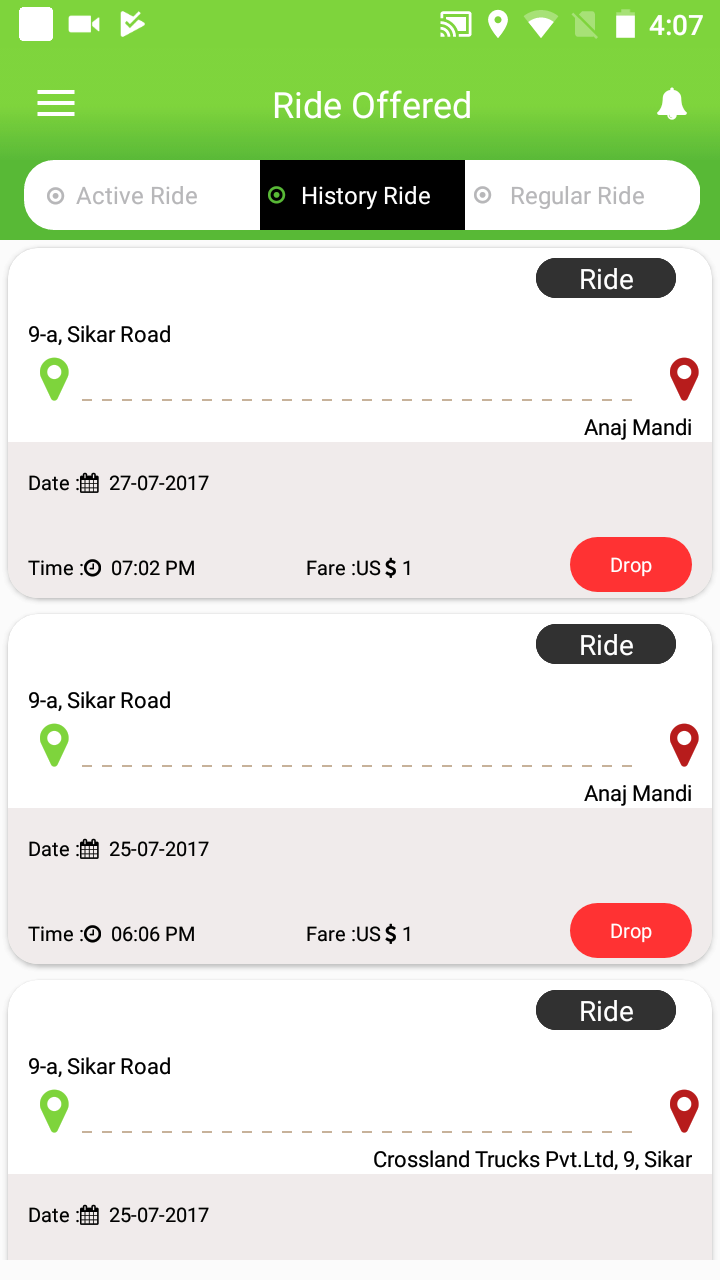 4:07
Ride Offered
Active Ride History Ride Regular Ride
Ride
9-a, Sikar Road
Anaj Mandi
Date : 27-07-2017
Time : 07:02 PM Fare :US $ 1 Drop
Ride
9-a, Sikar Road
Anaj Mandi
Date : 25-07-2017
Time : 06:06 PM Fare :US $ 1 Drop
Ride
9-a, Sikar Road
Crossland Trucks Pvt.Ltd, 9, Sikar
Date : 25-07-2017